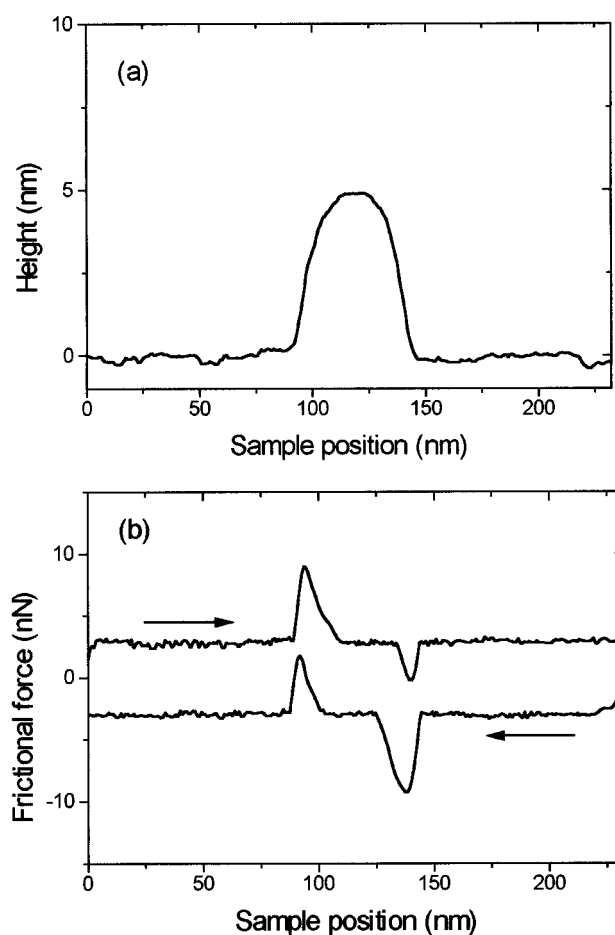 10
(a)
5
0
Height (nm)
0 50 100 150 200
Sample position (nm)
(b)
10
0
-10
Frictional force (nN)
0 50 100 150 200
Sample position (nm)